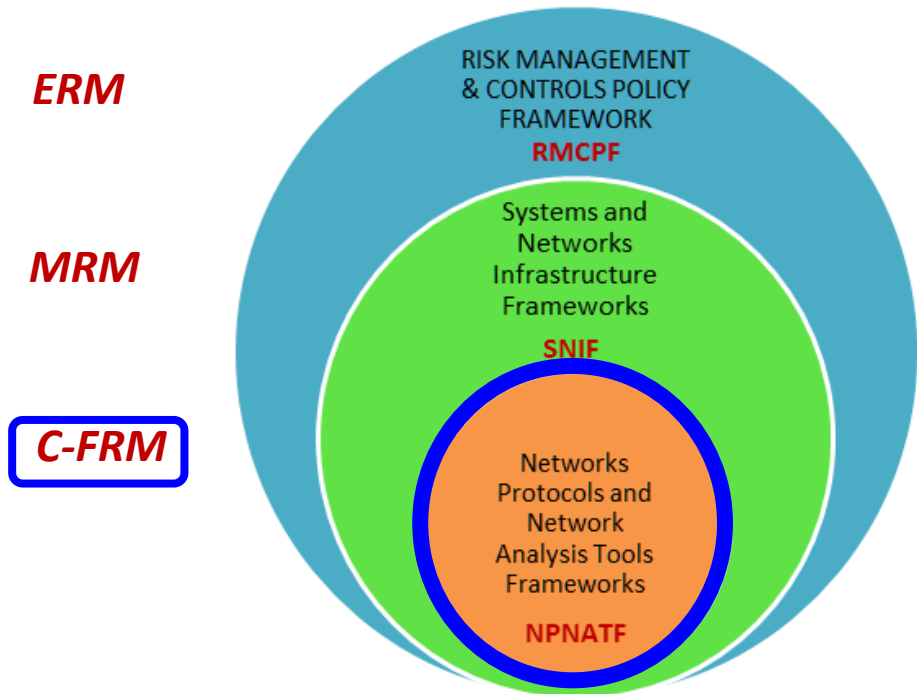 ERM
RISK MANAGEMENT
& CONTROLS POLICY
FRAMEWORK
RMCPF
MRM
Systems and
Networks
Infrastructure
Frameworks
SNIF
C-FRM
Networks
Protocols and
Network
Analysis Tools
Frameworks
NPNATF